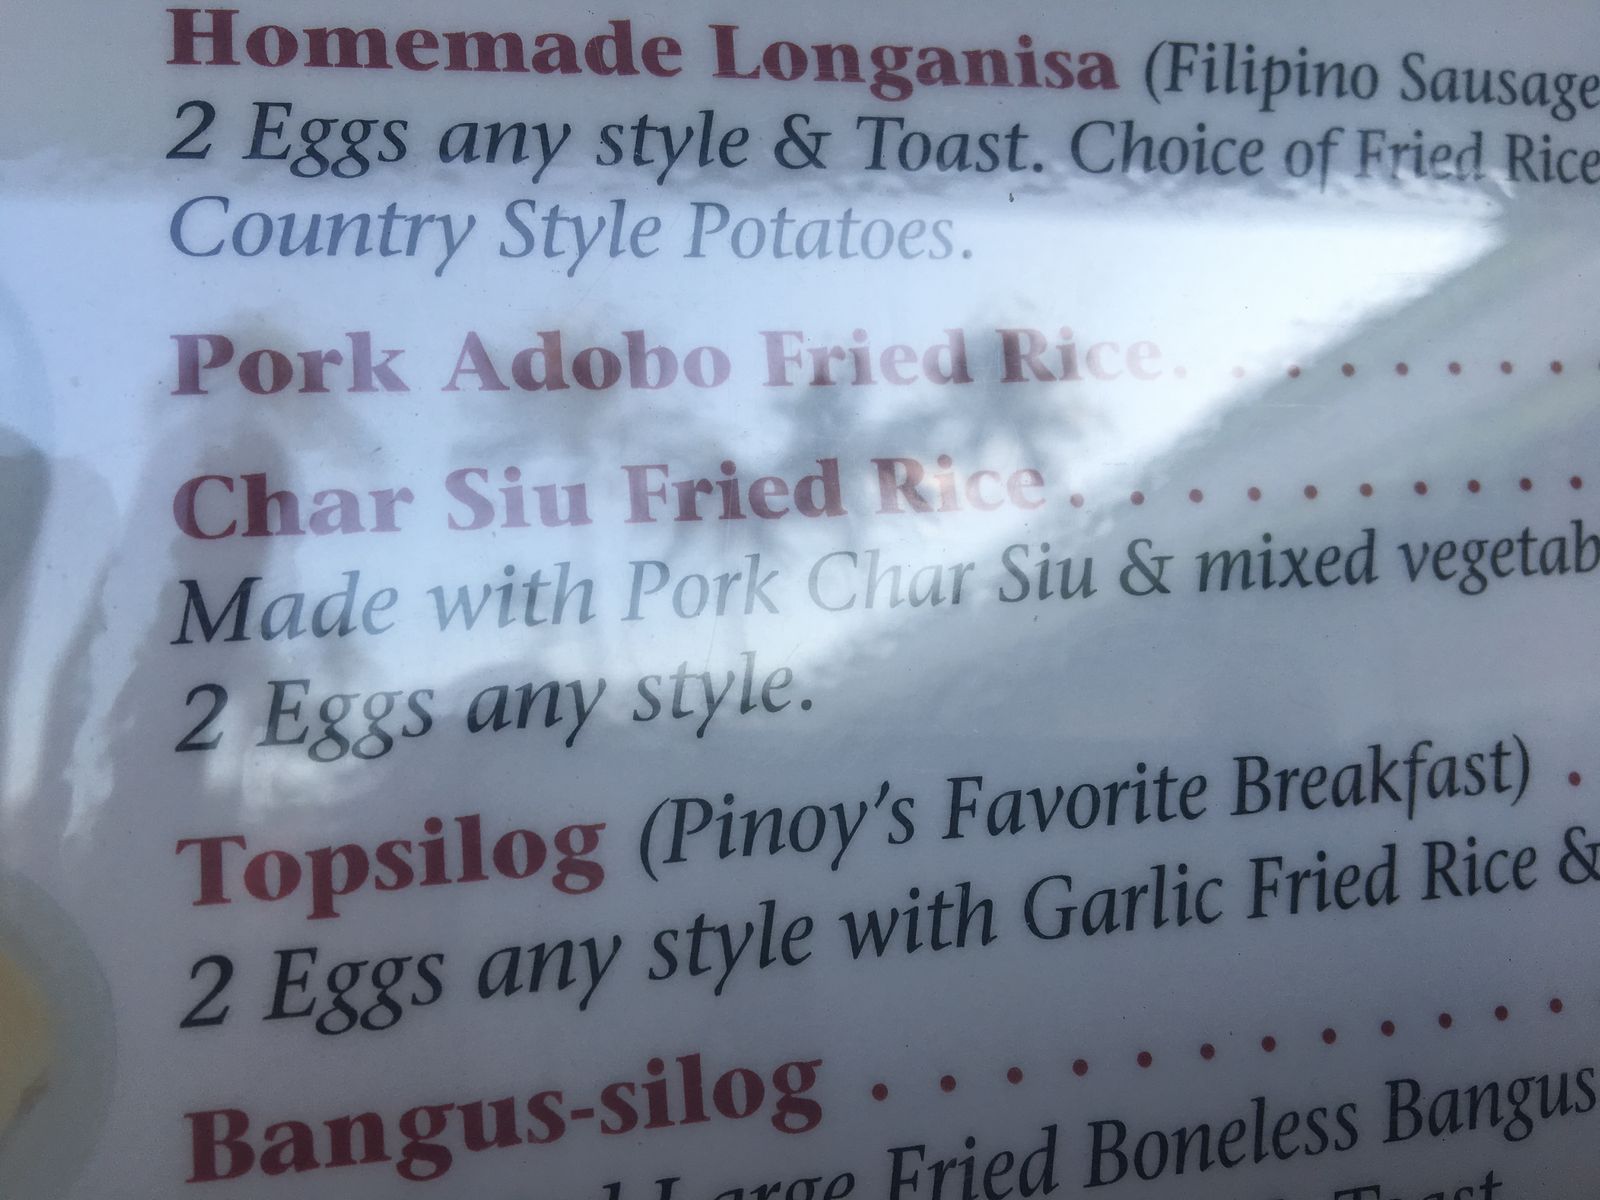 Homemade Longanisa (Filipino Sausage
2 Eggs any style & Toast. Choice of Fried Rice
Country Style Potatoes.
Pork Adobo Fried Rice. . . . . . . . .
Char Siu Fried Rice . . . . . . . . . .
Made with Pork Char Siu & mixed vegetab
2 Eggs any style.
Topsilog (Pinoy's Favorite Breakfast) .
2 Eggs any style with Garlic Fried Rice &
Bangus-silog . . . . . . . . . . .
Large Fried Boneless Bangus
Toast